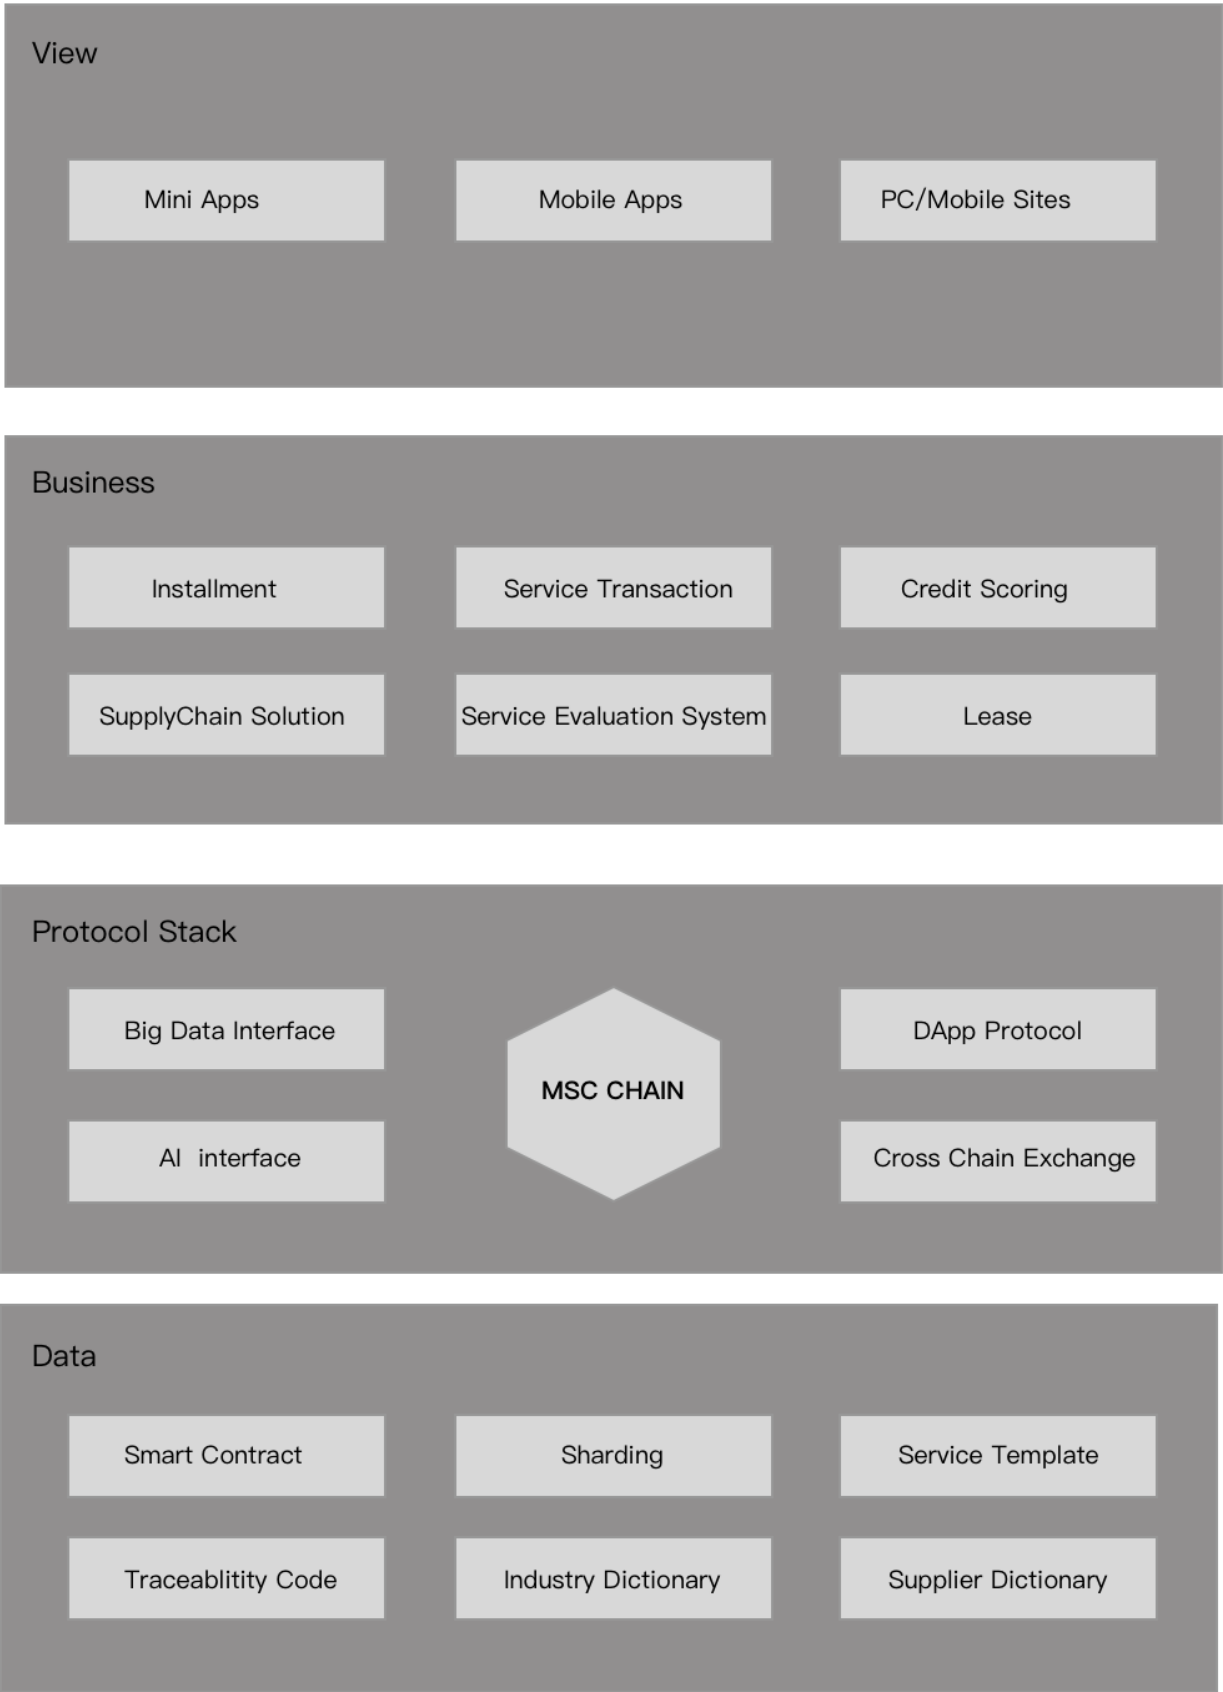 View
Mini Apps
Mobile Apps
PC/Mobile Sites
Business
Installment
Service Transaction
Credit Scoring
SupplyChain Solution
Service Evaluation System
Lease
Protocol Stack
Big Data Interface
MSC CHAIN
DApp Protocol
AI  interface
Cross Chain Exchange
Data
Smart Contract
Sharding
Service Template
Traceablitity Code
Industry Dictionary
Supplier Dictionary